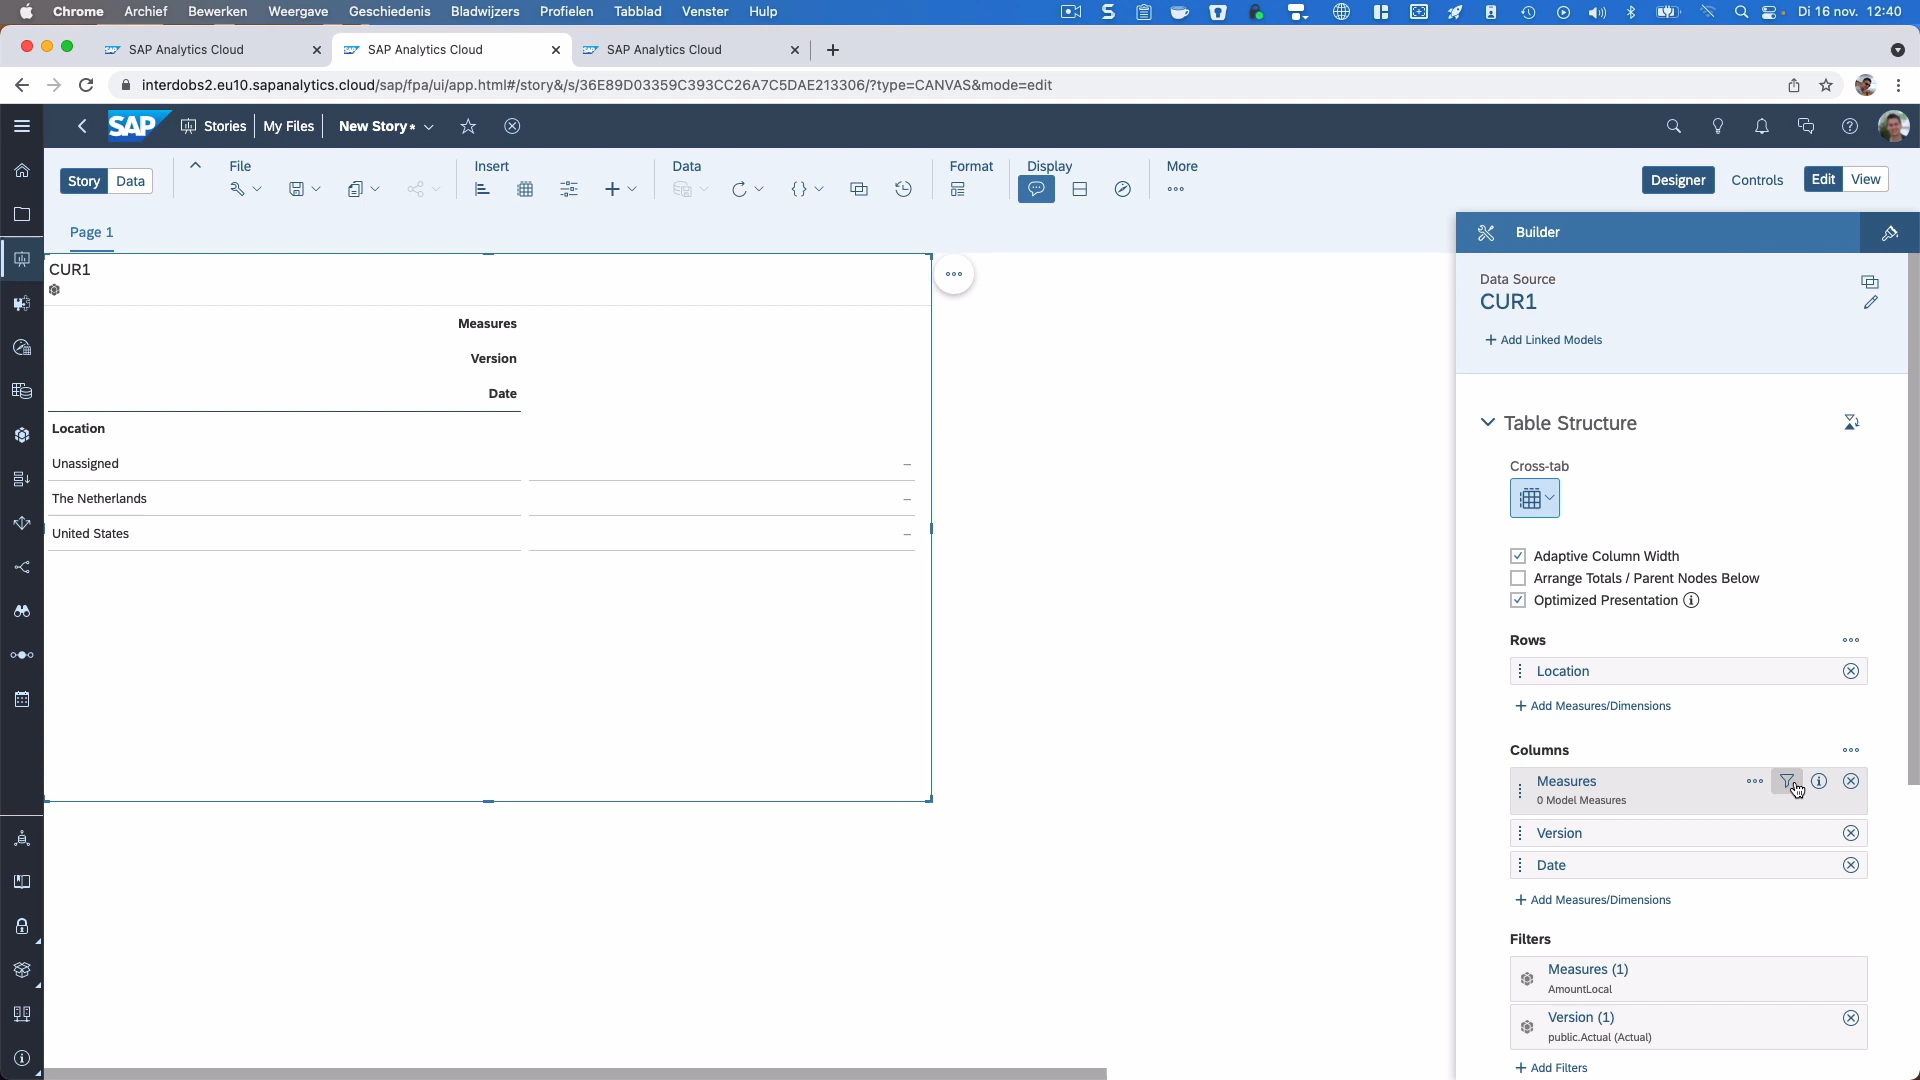 Chrome Archief Bewerken Weergave Geschiedenis Bladwijzers Profielen Tabblad Venster Hulp Di 16 nov. 12:40
SAP Analytics Cloud SAP Analytics Cloud SAP Analytics Cloud
interdobs2.eu10.sapanalytics.cloud/sap/fpa/ui/app.html#/story&/s/36E89D03359C393CC26A7C5DAE213306/?type=CANVAS&mode=edit
SAP Stories My Files New Story*
File Insert Data Format Display More
Story Data Designer Controls Edit View
Page 1
Builder
CUR1
Data Source
CUR1
+ Add Linked Models
Measures
Version
Date
Location
Unassigned –
The Netherlands –
United States –
Table Structure
Cross-tab
Adaptive Column Width
Arrange Totals / Parent Nodes Below
Optimized Presentation
Rows
Location
+ Add Measures/Dimensions
Columns
Measures
0 Model Measures
Version
Date
+ Add Measures/Dimensions
Filters
Measures (1)
AmountLocal
Version (1)
public.Actual (Actual)
+ Add Filters